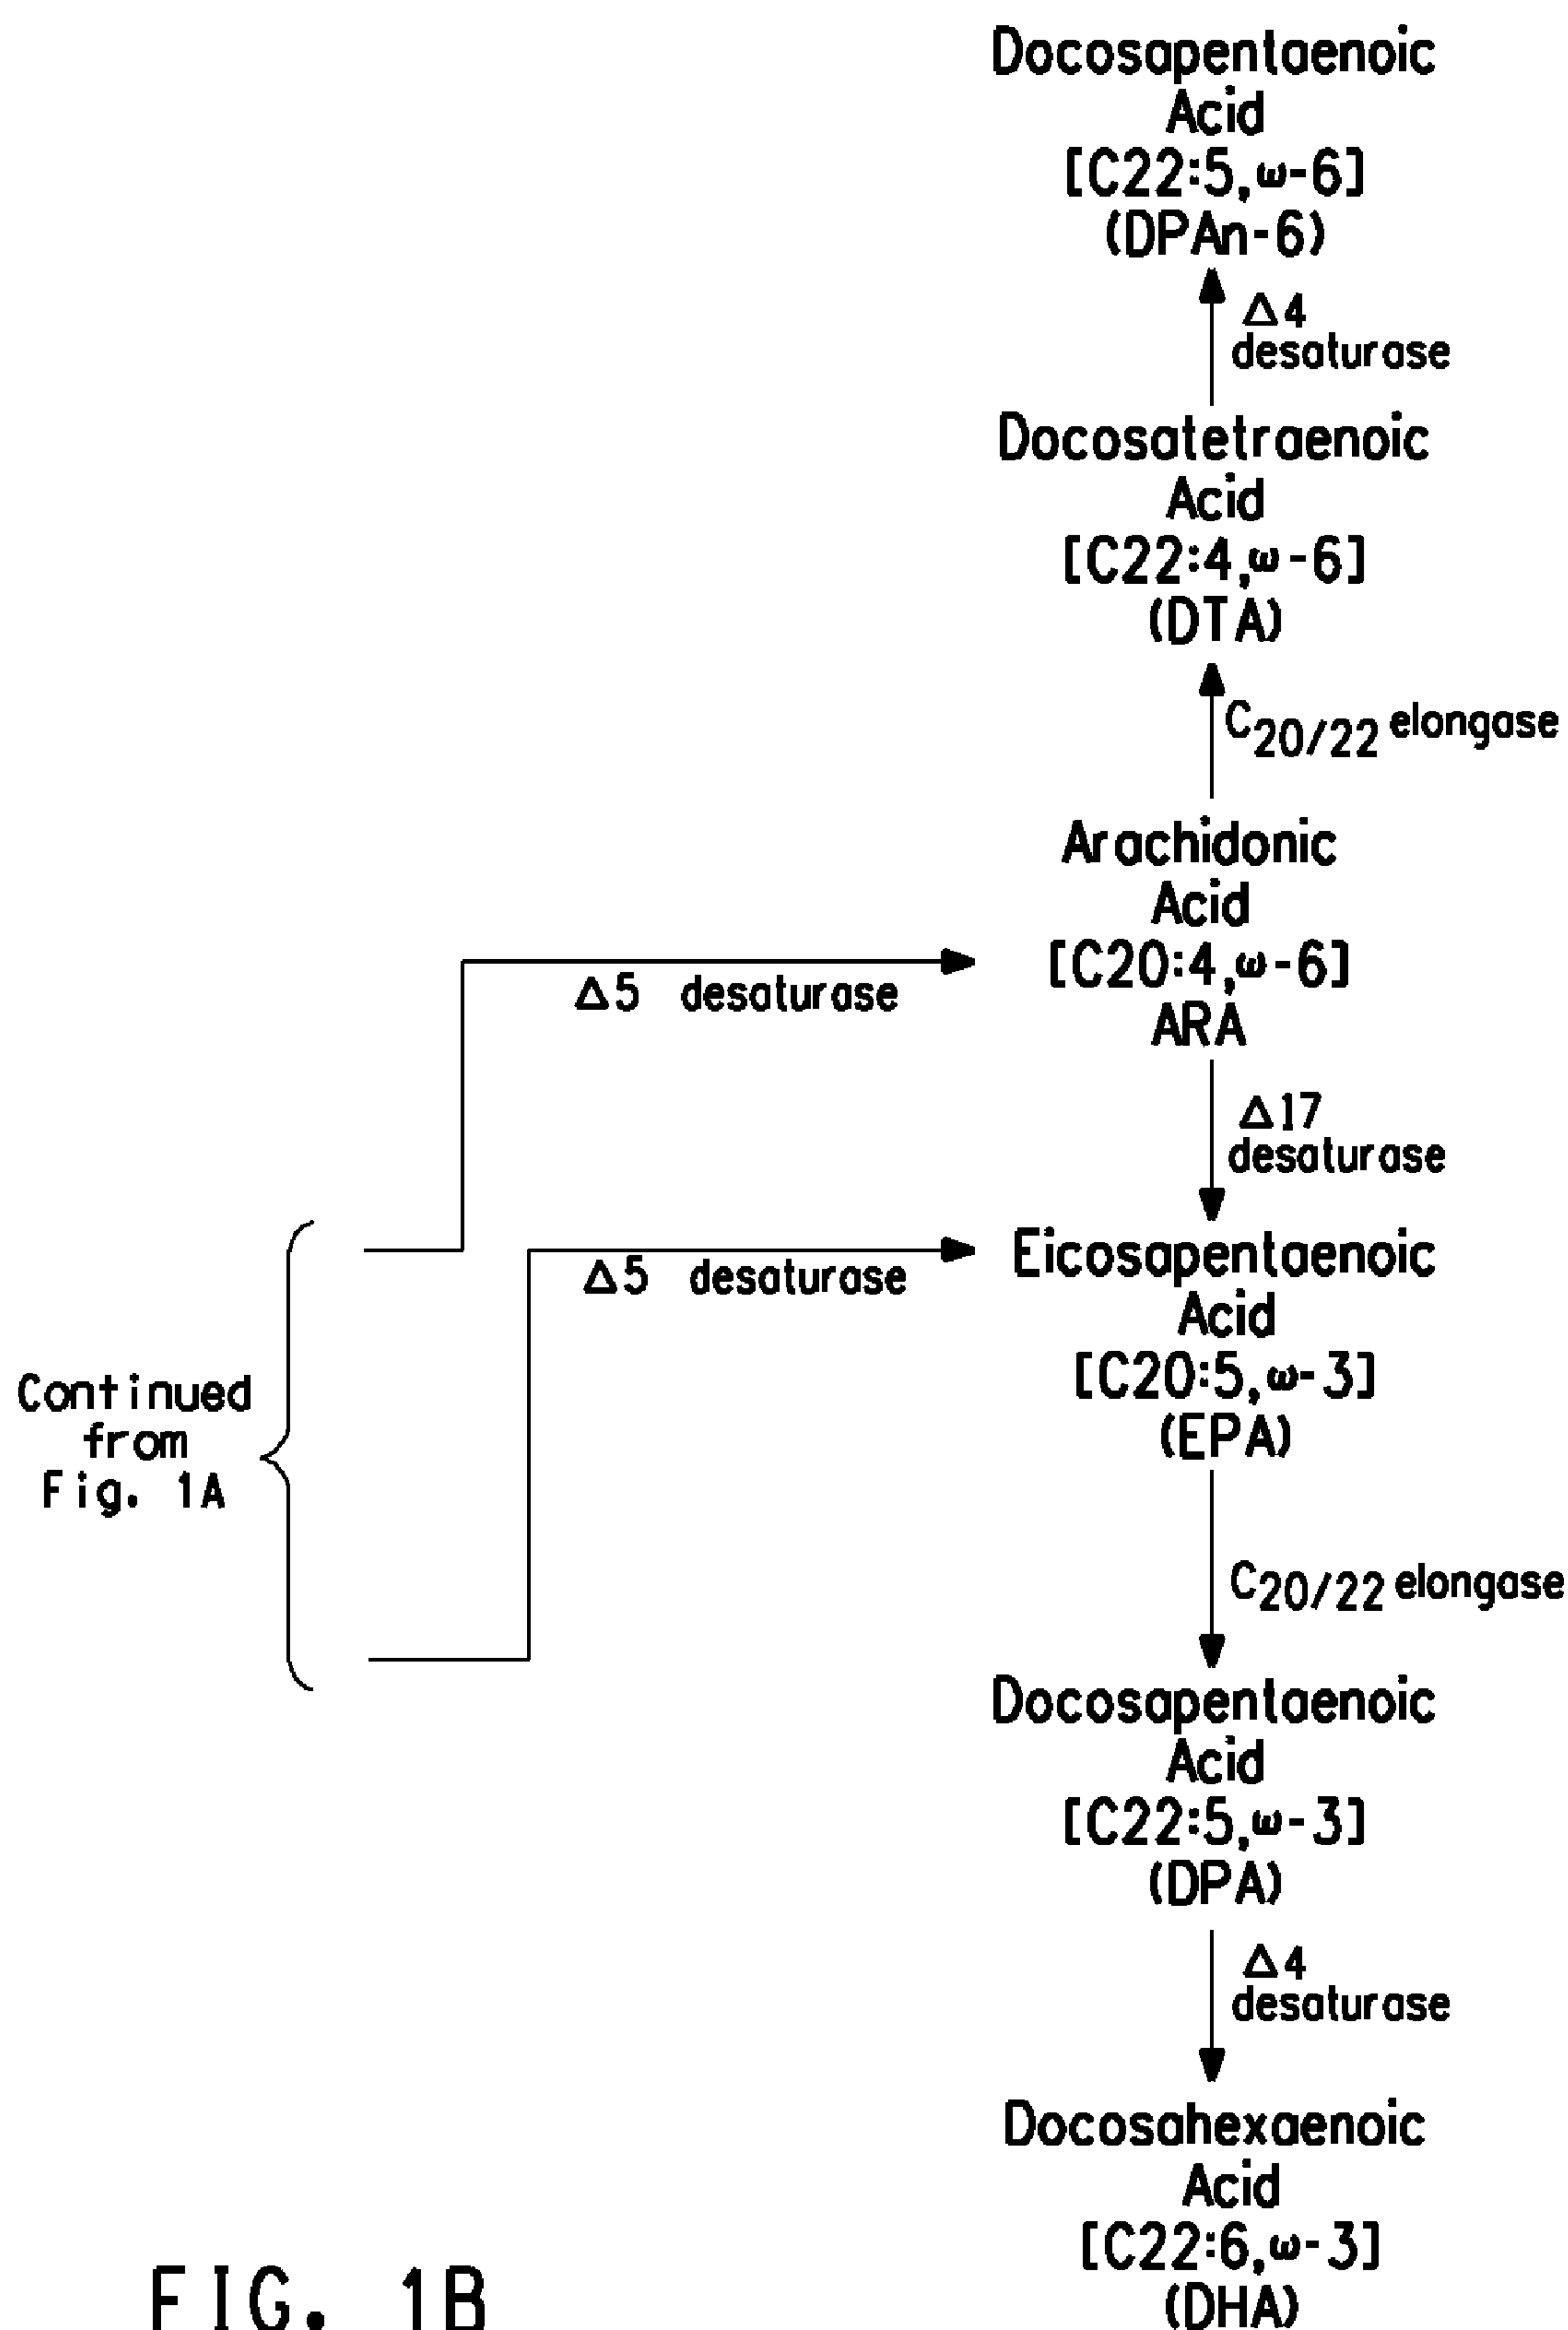 Docosapentaenoic
Acid
[C22:5,ω-6]
(DPAn-6)
Δ4
desaturase
Docosatetraenoic
Acid
[C22:4,ω-6]
(DTA)
C20/22 elongase
Arachidonic
Acid
[C20:4,ω-6]
ARA
Δ5 desaturase
Δ17
desaturase
Eicosapentaenoic
Acid
[C20:5,ω-3]
(EPA)
Δ5 desaturase
Continued
from
Fig. 1A
C20/22 elongase
Docosapentaenoic
Acid
[C22:5,ω-3]
(DPA)
Δ4
desaturase
Docosahexaenoic
Acid
[C22:6,ω-3]
(DHA)
FIG. 1B